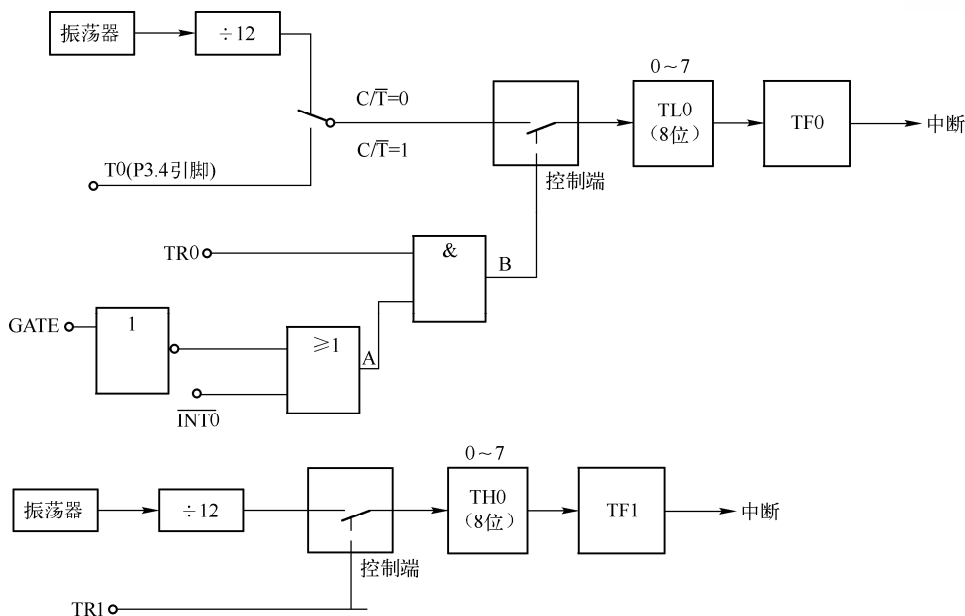 振荡器
÷12
C/T̅=0
C/T̅=1
T0(P3.4引脚)
0～7
TL0
(8位)
TF0
中断
控制端
TR0
&
B
GATE
1
≥1
A
I̅N̅T̅0̅
0～7
振荡器
÷12
TH0
(8位)
TF1
中断
控制端
TR1